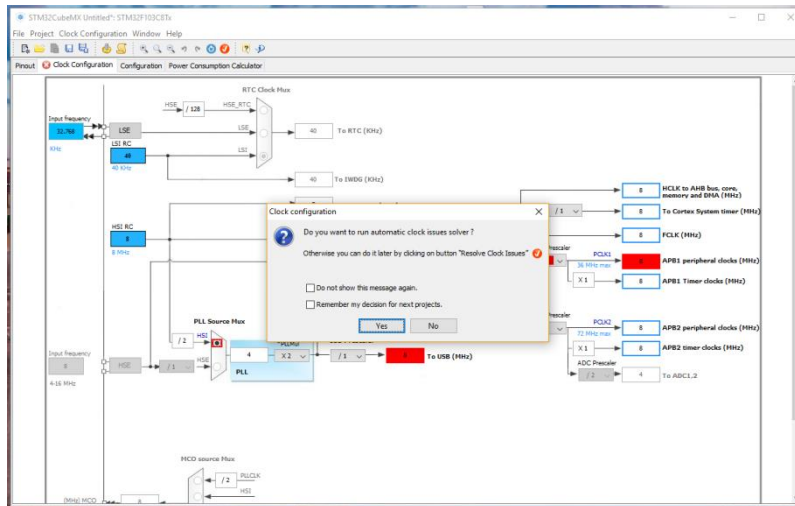 STM32CubeMX Untitled*: STM32F103C8Tx
File Project Clock Configuration Window Help
Pinout Clock Configuration Configuration Power Consumption Calculator
RTC Clock Mux
HSE / 128 HSE_RTC
Input frequency
32.768 LSE LSE 40 To RTC (KHz)
KHz LSI RC
40 LSI
40 KHz
40 To IWDG (KHz)
8 HCLK to AHB bus, core,
memory and DMA (MHz)
Clock configuration
/ 1 8 To Cortex System timer (MHz)
HSI RC
Do you want to run automatic clock issues solver ?
8 8 FCLK (MHz)
8 MHz
Otherwise you can do it later by clicking on button "Resolve Clock Issues"
Prescaler PCLK1
36 MHz max APB1 peripheral clocks (MHz)
X 1 8 APB1 Timer clocks (MHz)
Do not show this message again.
Remember my decision for next projects.
PLL Source Mux
Yes No
Prescaler PCLK2
72 MHz max 8 APB2 peripheral clocks (MHz)
/ 2 HSI
X 1 8 APB2 timer clocks (MHz)
Input frequency
4 X 2 / 1 To USB (MHz)
8 HSE / 1 HSE
PLL
ADC Prescaler
/ 2 4 To ADC1,2
4-16 MHz
MCO source Mux
/ 2 PLLCLK
HSI
(MHz) MCO 8